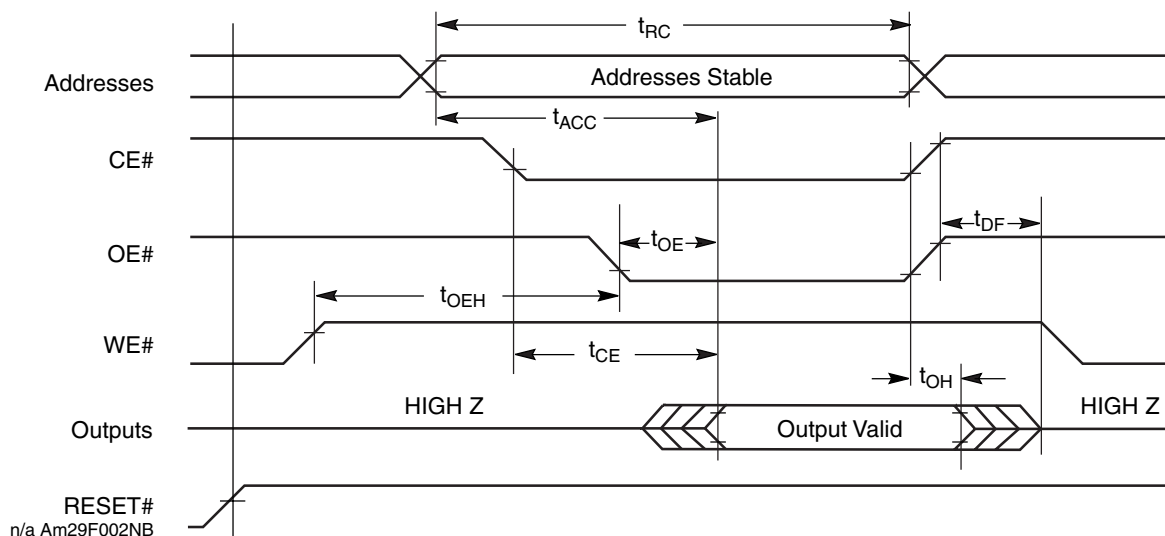 tRC
Addresses
Addresses Stable
tACC
CE#
tDF
OE#
tOE
tOEH
WE#
tCE
tOH
HIGH Z
HIGH Z
Outputs
Output Valid
RESET#
n/a Am29F002NB